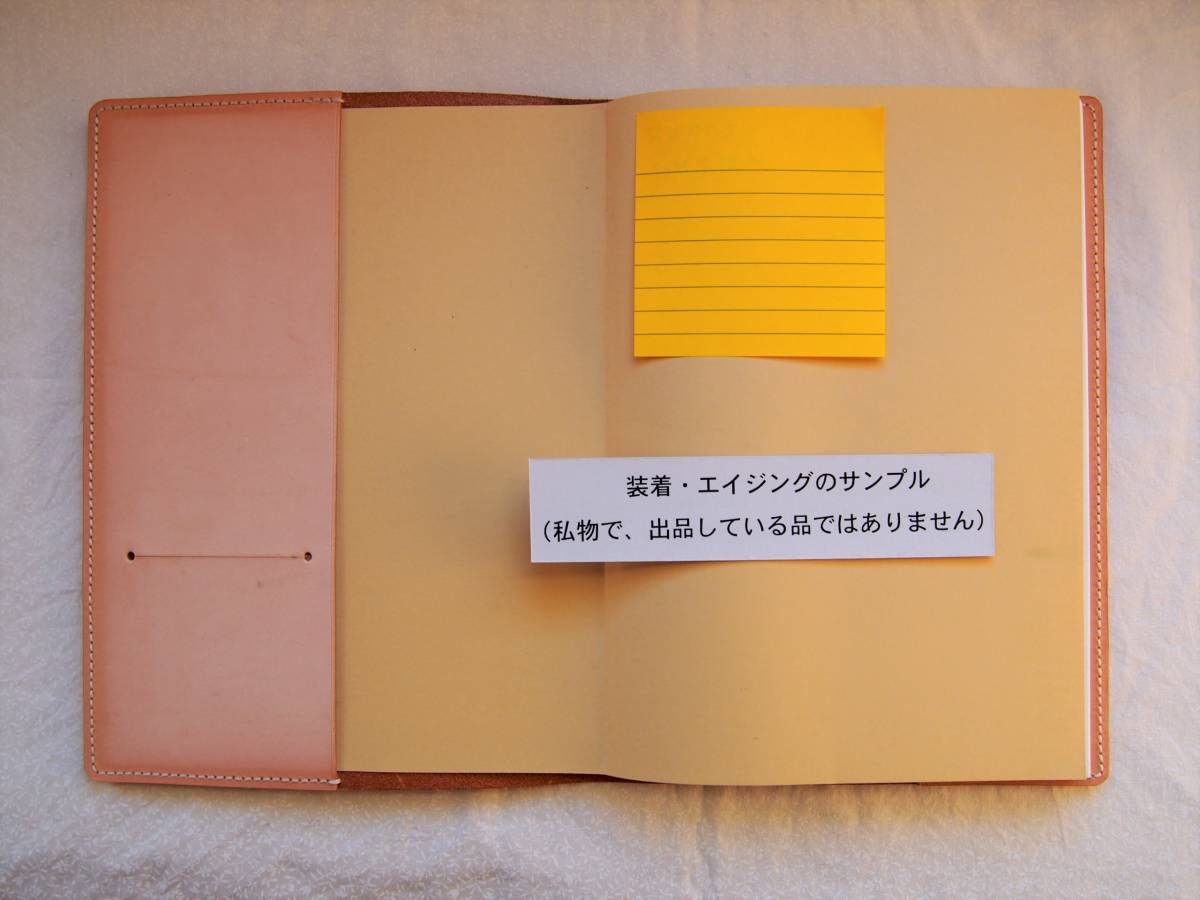 装着・エイジングのサンプル
（私物で、出品している品ではありません）